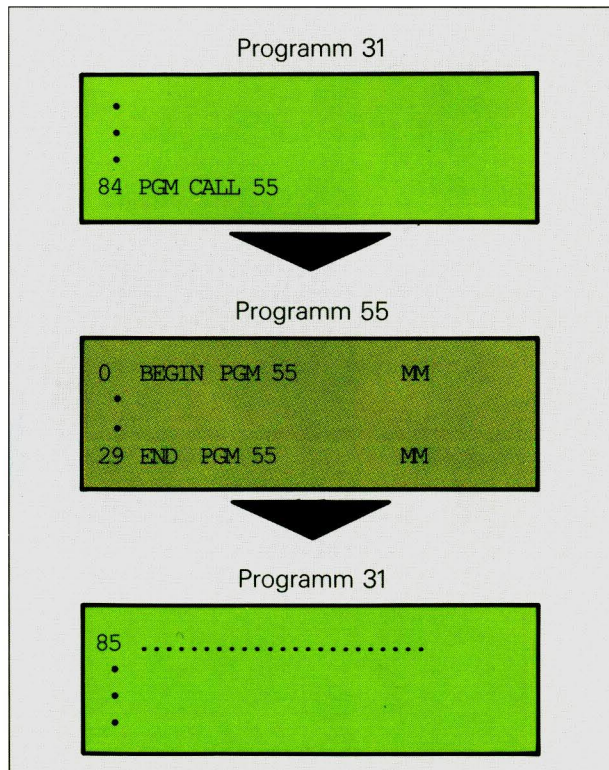 Programm 31
•
•
•
84 PGM CALL 55
Programm 55
0 BEGIN PGM 55 MM
•
•
29 END PGM 55 MM
Programm 31
85 ......................
•
•
•